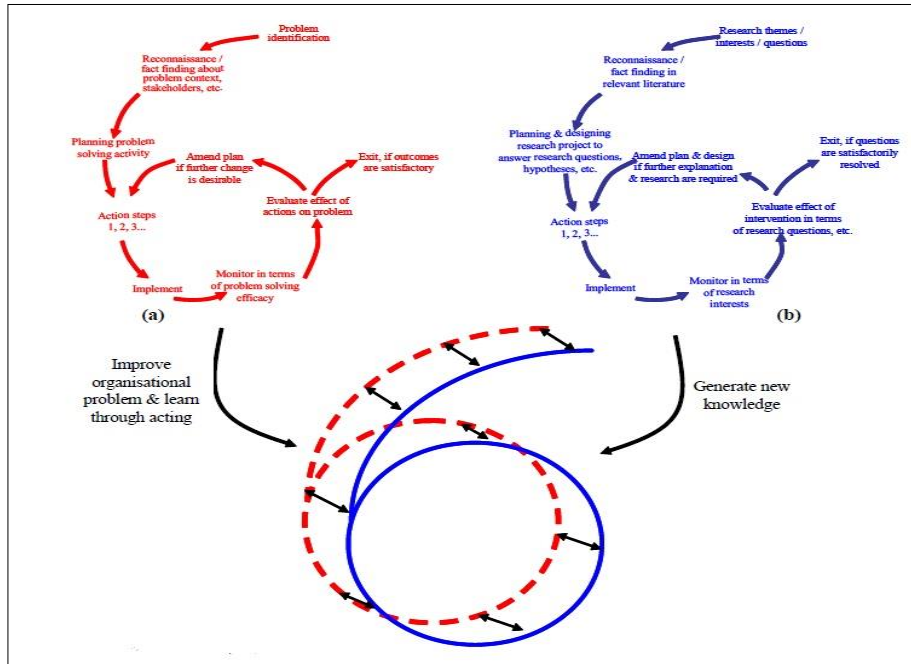 Problem
identification
Reconnaissance /
fact finding about
problem context,
stakeholders, etc-
Planning problem
solving activity
Amend plan
if further change
is desirable
Exit, if outcomes
are satisfactory
Evaluate effect of
actions on problem
Action steps
1, 2, 3...
Implement
Monitor in terms
of problem solving
efficacy
(a)
Research themes /
interests / questions
Reconnaissance /
fact finding in
relevant literature
Planning & designing
research project to
answer research questions,
hypotheses, etc.
Amend plan & design
if further explanation
& research are required
Exit, if questions
are satisfactorily
resolved
Evaluate effect of
intervention in terms
of research questions, etc.
Action steps
1, 2, 3...
Implement
Monitor in terms
of research
interests
(b)
Improve
organisational
problem & learn
through acting
Generate new
knowledge